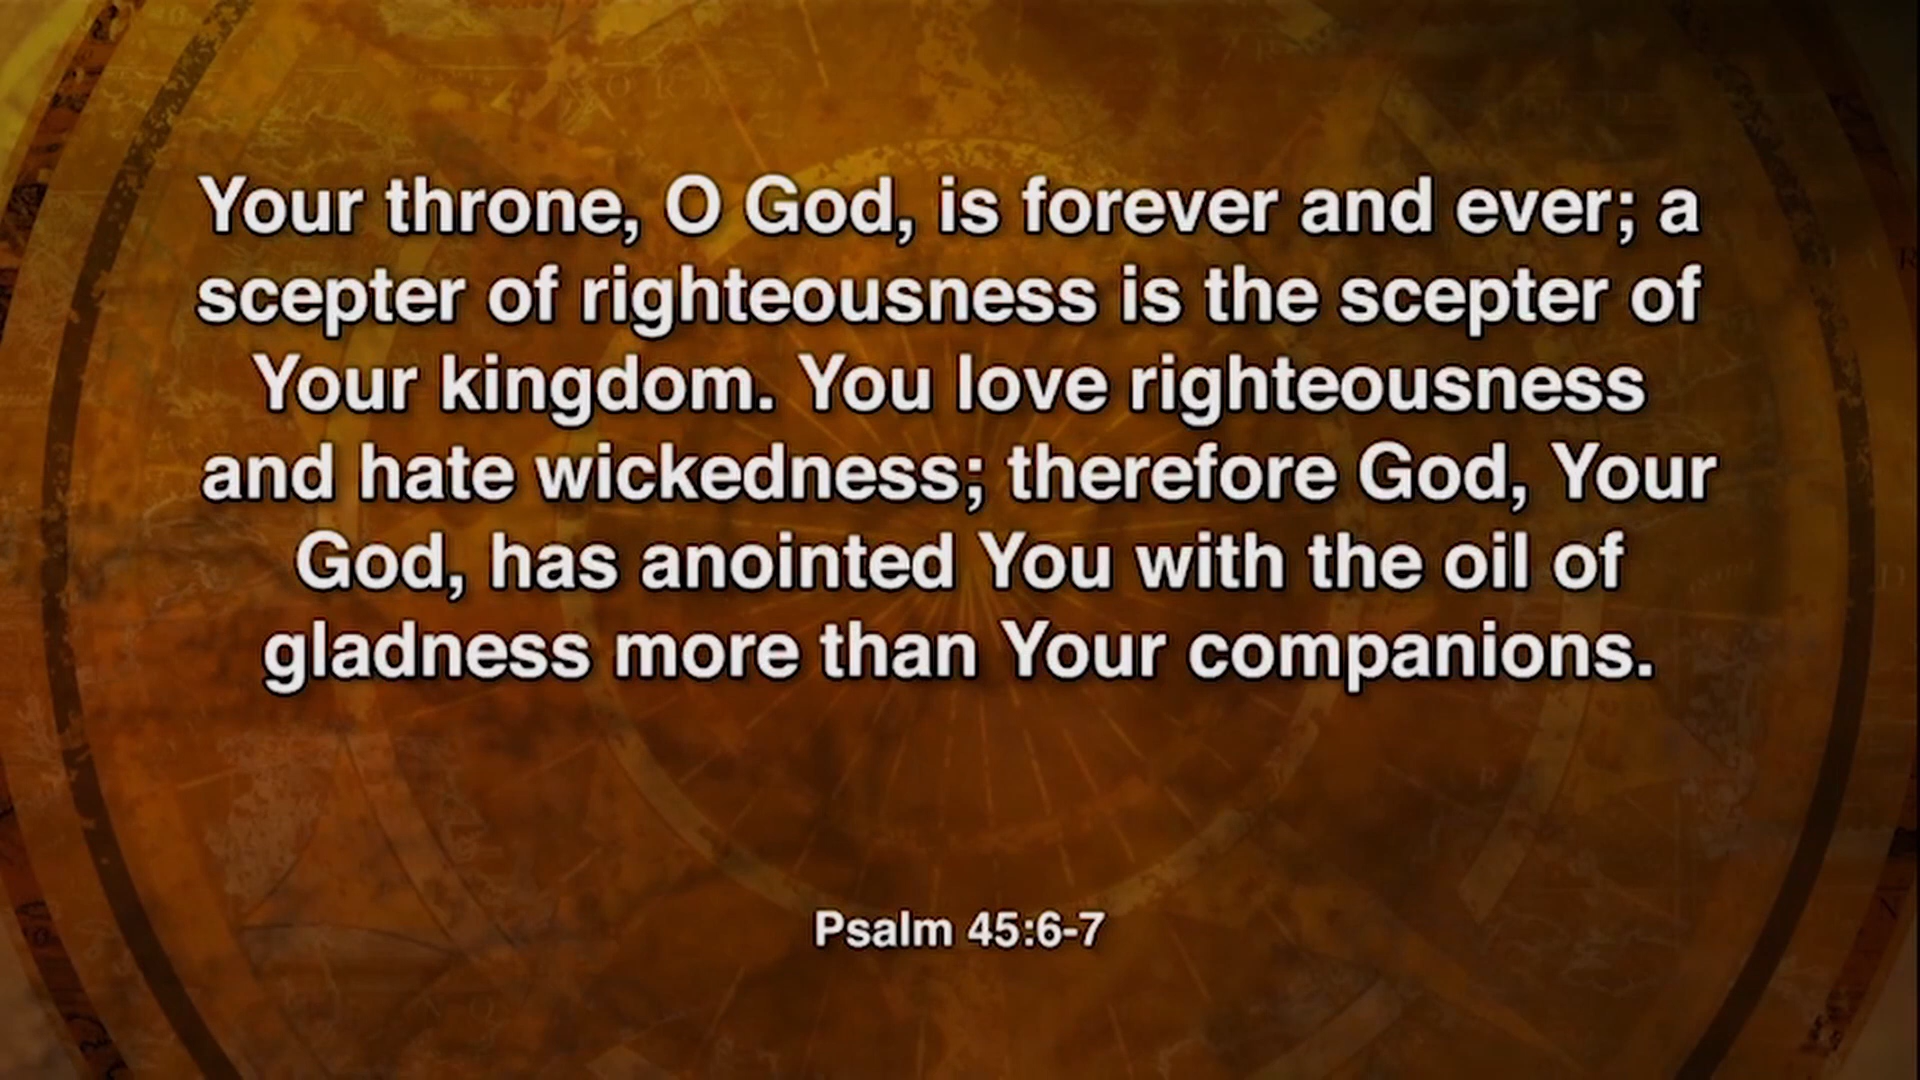 Your throne, O God, is forever and ever; a
scepter of righteousness is the scepter of
Your kingdom. You love righteousness
and hate wickedness; therefore God, Your
God, has anointed You with the oil of
gladness more than Your companions.
Psalm 45:6-7